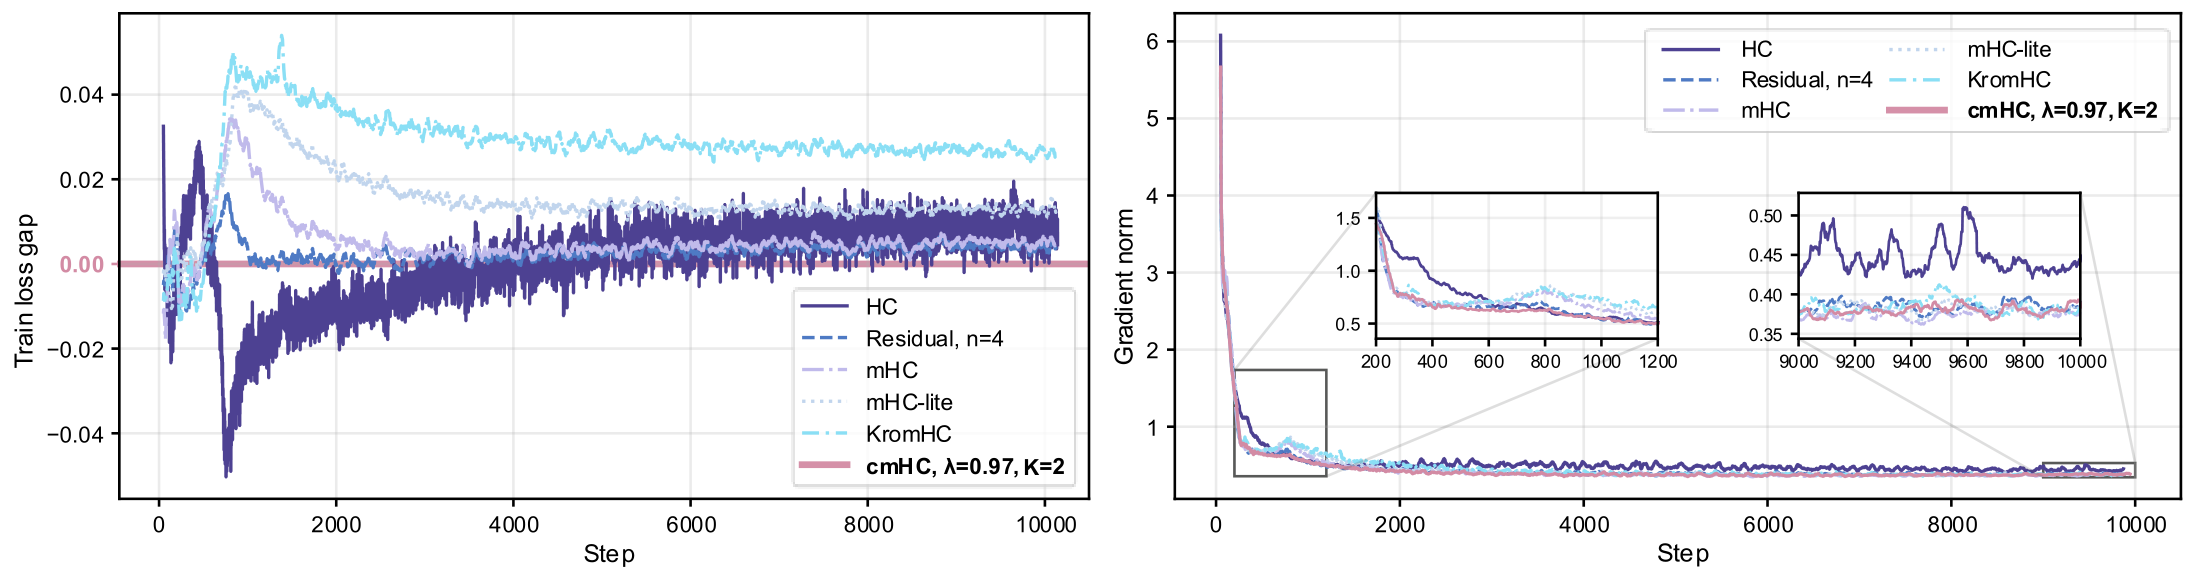 Train loss gap
0.04
0.02
0.00
−0.02
−0.04
HC
Residual, n=4
mHC
mHC-lite
KromHC
cmHC, λ=0.97, K=2
0
2000
4000
6000
8000
10000
Step
Gradient norm
6
5
4
3
2
1
HC
Residual, n=4
mHC
mHC-lite
KromHC
cmHC, λ=0.97, K=2
1.5
1.0
0.5
200
400
600
800
1000
1200
0.50
0.45
0.40
0.35
9000
9200
9400
9600
9800
10000
0
2000
4000
6000
8000
10000
Step